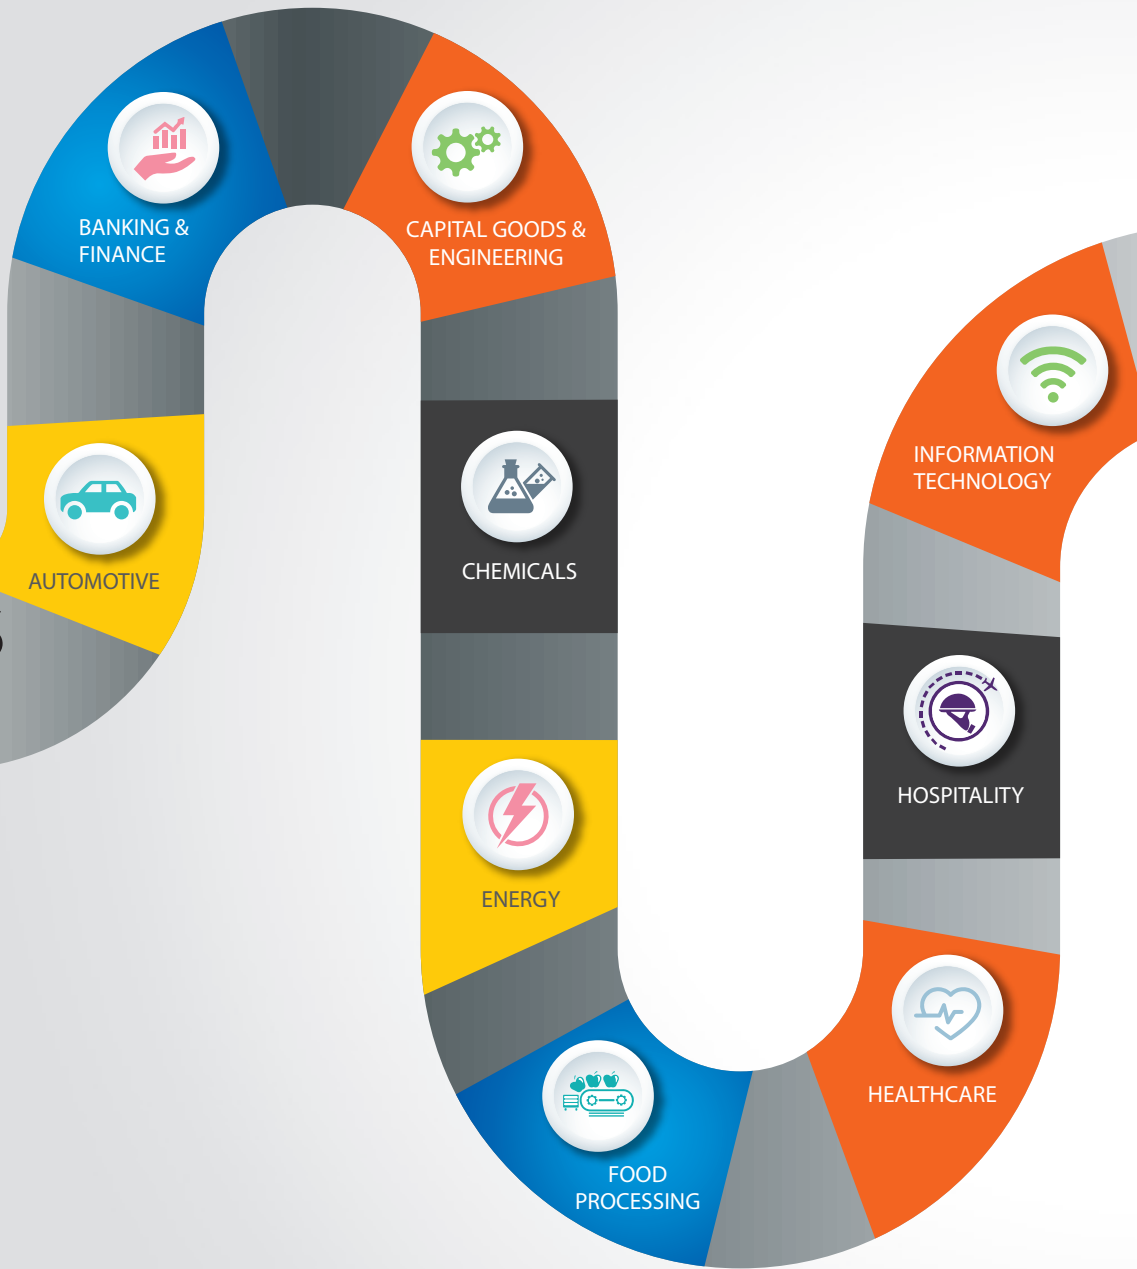 BANKING &
FINANCE
CAPITAL GOODS &
ENGINEERING
AUTOMOTIVE
CHEMICALS
ENERGY
FOOD
PROCESSING
INFORMATION
TECHNOLOGY
HOSPITALITY
HEALTHCARE